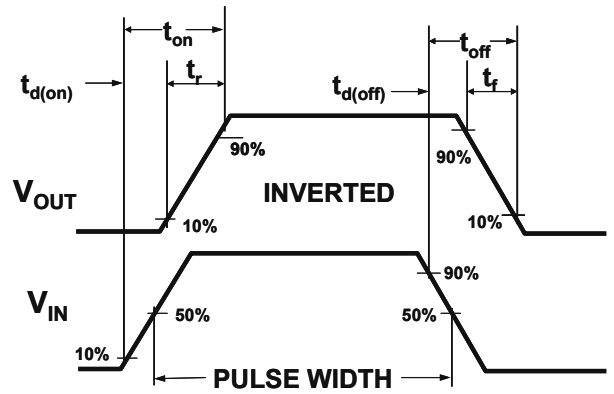 t_on t_off
t_d(on) t_r t_d(off) t_f
90% 90%
V_OUT INVERTED
10% 10%
90%
V_IN 50% 50%
10%
PULSE WIDTH